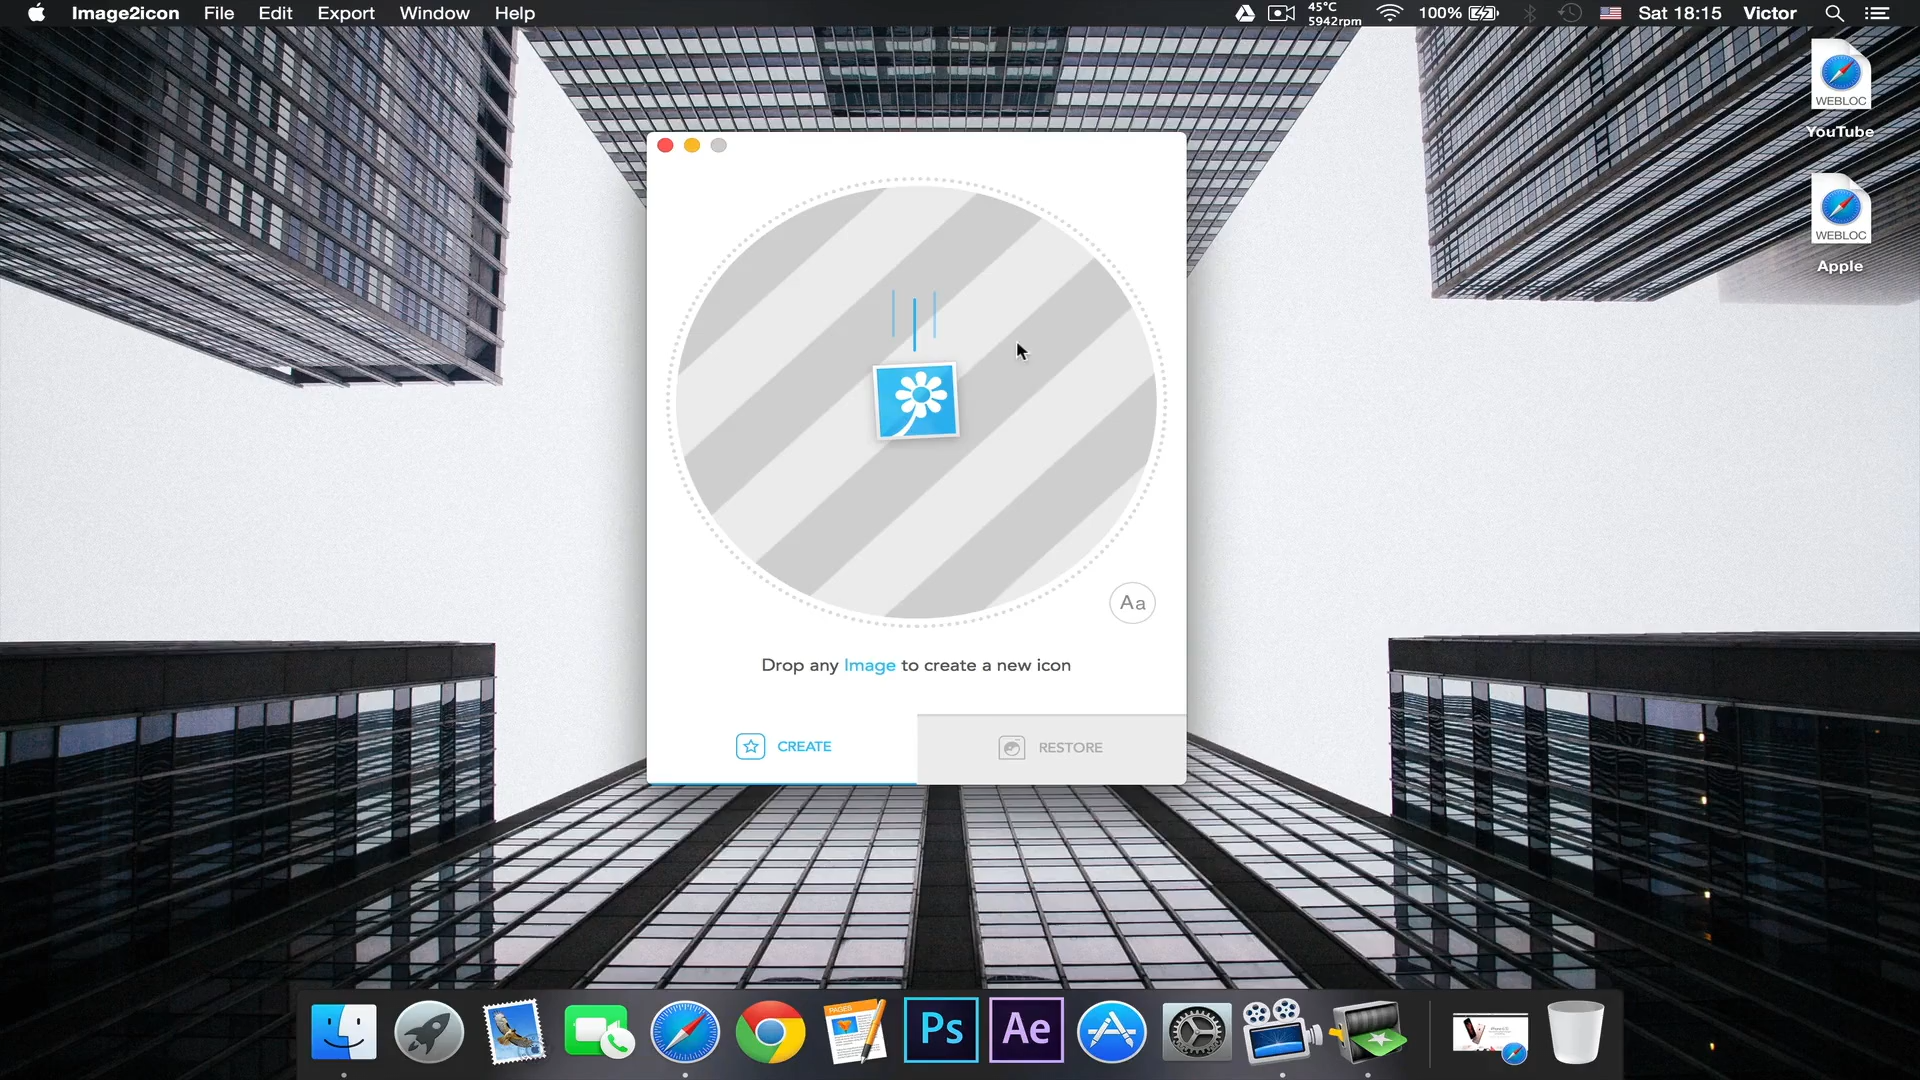 Image2icon File Edit Export Window Help
45°C
5942rpm
100%
Sat 18:15 Victor
WEBLOC
YouTube
WEBLOC
Apple
Aa
Drop any Image to create a new icon
CREATE
RESTORE
PAGES
Ps
Ae